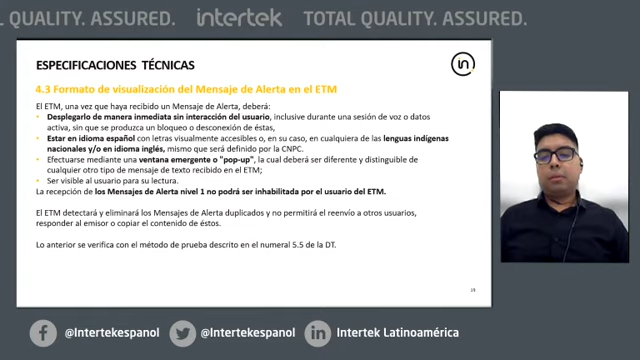 L QUALITY. ASSURED. intertek TOTAL QUALITY. ASSURED.
ESPECIFICACIONES TÉCNICAS
in
4.3 Formato de visualización del Mensaje de Alerta en el ETM
El ETM, una vez que haya recibido un Mensaje de Alerta, deberá:
• Desplegarlo de manera inmediata sin interacción del usuario, inclusive durante una sesión de voz o datos
activa, sin que se produzca un bloqueo o desconexión de éstas,
• Estar en idioma español con letras visualmente accesibles o, en su caso, en cualquiera de las lenguas indígenas
nacionales y/o en idioma inglés, mismo que será definido por la CNPC.
• Efectuarse mediante una ventana emergente o "pop-up", la cual deberá ser diferente y distinguible de
cualquier otro tipo de mensaje de texto recibido en el ETM;
• Ser visible al usuario para su lectura.
La recepción de los Mensajes de Alerta nivel 1 no podrá ser inhabilitada por el usuario del ETM.
El ETM detectará y eliminará los Mensajes de Alerta duplicados y no permitirá el reenvío a otros usuarios,
responder al emisor o copiar el contenido de éstos.
Lo anterior se verifica con el método de prueba descrito en el numeral 5.5 de la DT.
@Intertekespanol @Intertekespanol in Intertek Latinoamérica